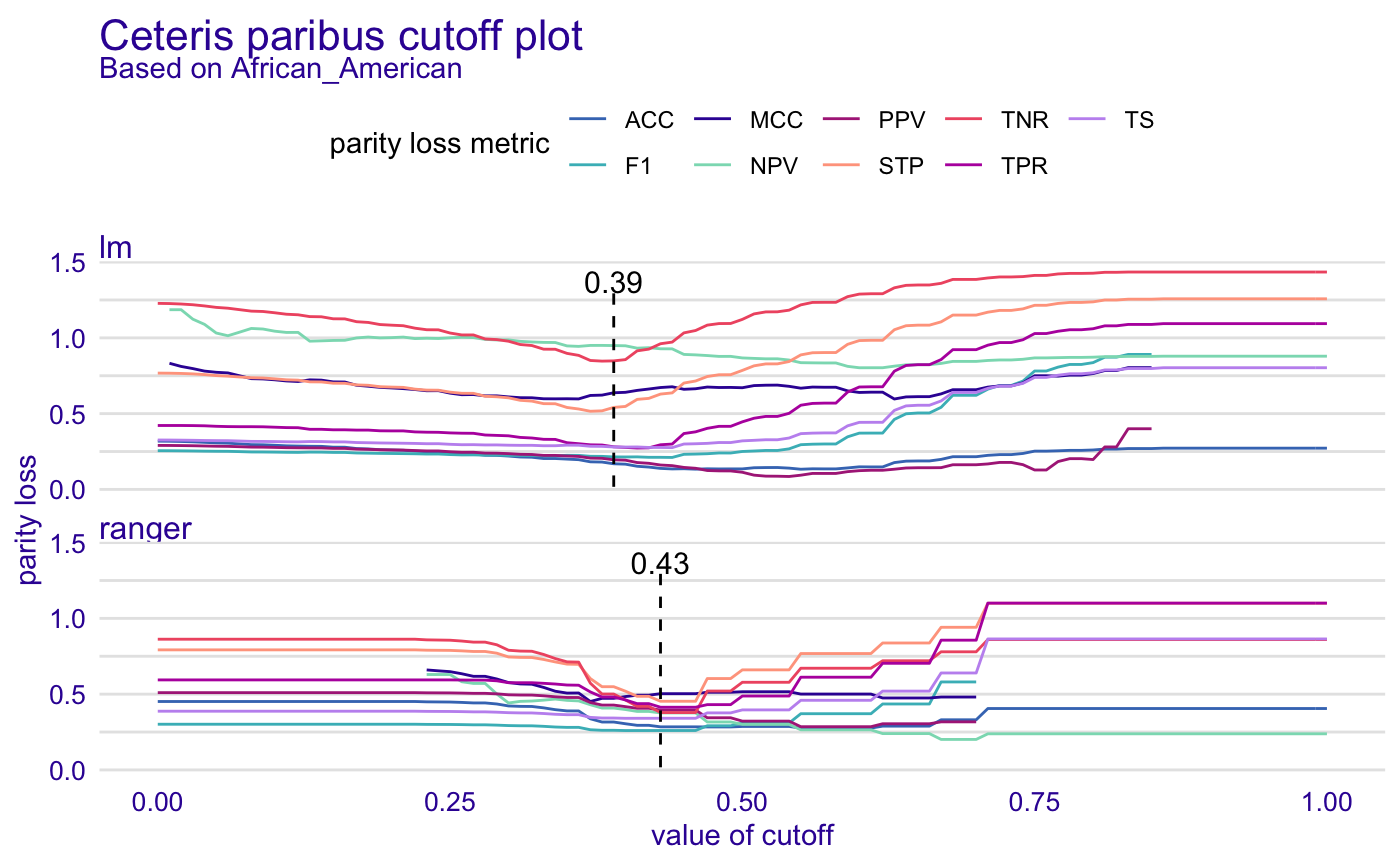 Ceteris paribus cutoff plot
Based on African_American
parity loss metric
ACC MCC PPV TNR TS
F1 NPV STP TPR
lm
1.5
0.39
1.0
0.5
0.0
parity loss
ranger
1.5
0.43
1.0
0.5
0.0
0.00 0.25 0.50 0.75 1.00
value of cutoff